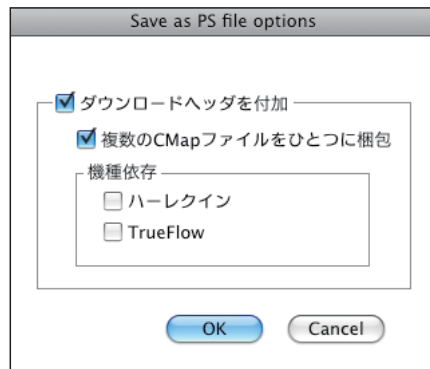 Save as PS file options
ダウンロードヘッダを付加
複数のCMapファイルをひとつに梱包
機種依存
ハーレクイン
TrueFlow
OK Cancel